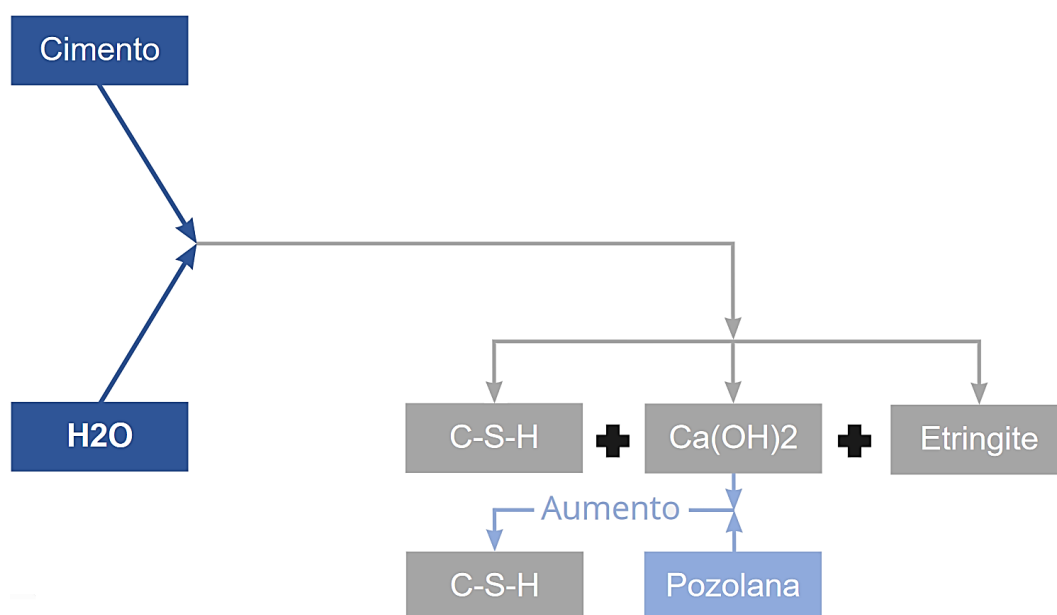 Cimento
H2O
C-S-H
Ca(OH)2
Etringite
Aumento
C-S-H
Pozolana